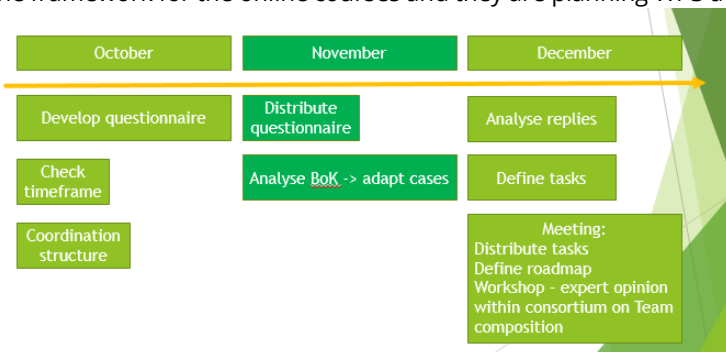 October
November
December
Develop questionnaire
Distribute
questionnaire
Analyse replies
Check
timeframe
Analyse BoK -> adapt cases
Define tasks
Coordination
structure
Meeting:
Distribute tasks
Define roadmap
Workshop – expert opinion
within consortium on Team
composition